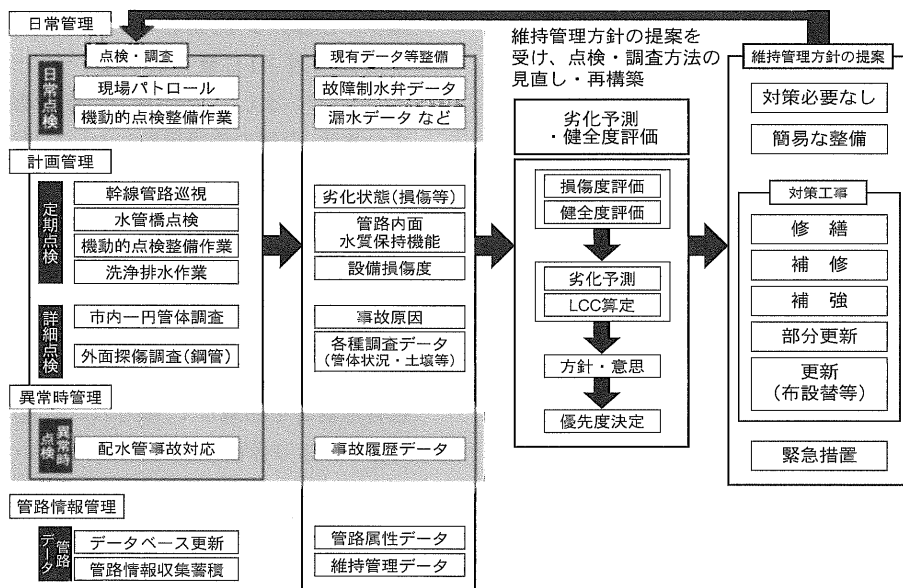 日常管理
点検・調査
日常点検
現場パトロール
機動的点検整備作業
計画管理
定期点検
幹線管路巡視
水管橋点検
機動的点検整備作業
洗浄排水作業
詳細点検
市内一円管体調査
外面探傷調査(鋼管)
異常時管理
異常時点検
配水管事故対応
管路情報管理
管路データ
データベース更新
管路情報収集蓄積
現有データ等整備
故障制水弁データ
漏水データ など
劣化状態(損傷等)
管路内面
水質保持機能
設備損傷度
事故原因
各種調査データ
(管体状況・土壌等)
事故履歴データ
管路属性データ
維持管理データ
維持管理方針の提案を
受け、点検・調査方法の
見直し・再構築
劣化予測
・健全度評価
損傷度評価
健全度評価
劣化予測
LCC算定
方針・意思
優先度決定
維持管理方針の提案
対策必要なし
簡易な整備
対策工事
修　繕
補　修
補　強
部分更新
更新
(布設替等)
緊急措置